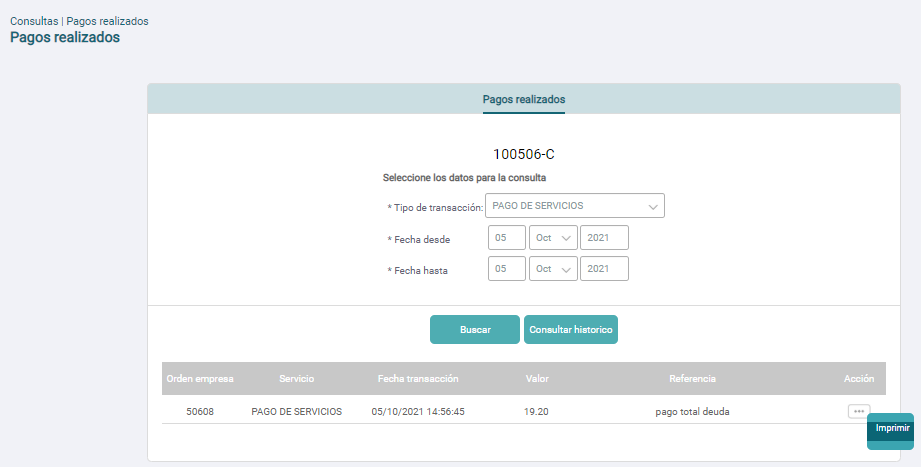 Consultas | Pagos realizados
Pagos realizados
Pagos realizados
100506-C
Seleccione los datos para la consulta
* Tipo de transacción: PAGO DE SERVICIOS
* Fecha desde 05 Oct 2021
* Fecha hasta 05 Oct 2021
Buscar Consultar historico
Orden empresa Servicio Fecha transacción Valor Referencia Acción
50608 PAGO DE SERVICIOS 05/10/2021 14:56:45 19.20 pago total deuda ...
Imprimir